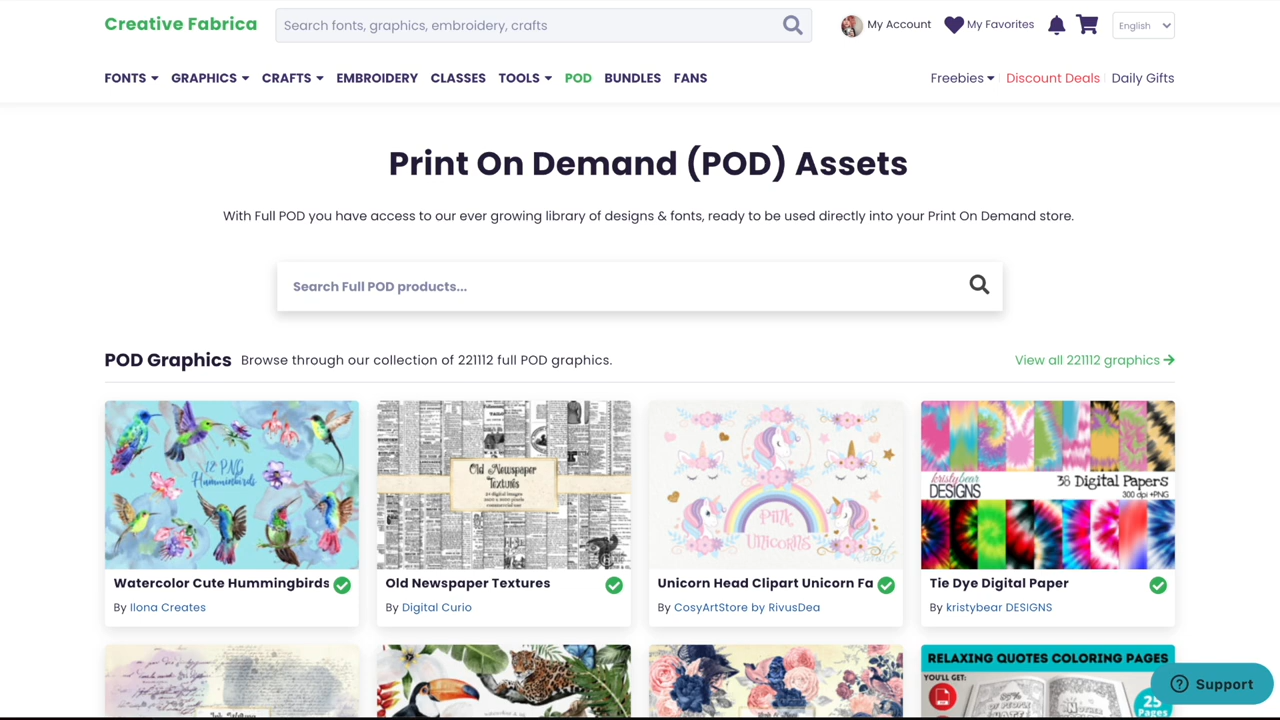 Creative Fabrica
Search fonts, graphics, embroidery, crafts
My Account
My Favorites
English
FONTS
GRAPHICS
CRAFTS
EMBROIDERY
CLASSES
TOOLS
POD
BUNDLES
FANS
Freebies
Discount Deals
Daily Gifts
Print On Demand (POD) Assets
With Full POD you have access to our ever growing library of designs & fonts, ready to be used directly into your Print On Demand store.
Search Full POD products...
POD Graphics
Browse through our collection of 221112 full POD graphics.
View all 221112 graphics
12 PNG
Hummingbirds
Old Newspaper
Textures
PINK
UNICORNS
kristybear
DESIGNS
38 Digital Papers
300 dpi +PNG
Watercolor Cute Hummingbirds
By Ilona Creates
Old Newspaper Textures
By Digital Curio
Unicorn Head Clipart Unicorn Fa
By CosyArtStore by RivusDea
Tie Dye Digital Paper
By kristybear DESIGNS
RELAXING QUOTES COLORING PAGES
YOU'LL GET:
25
Pages
Support